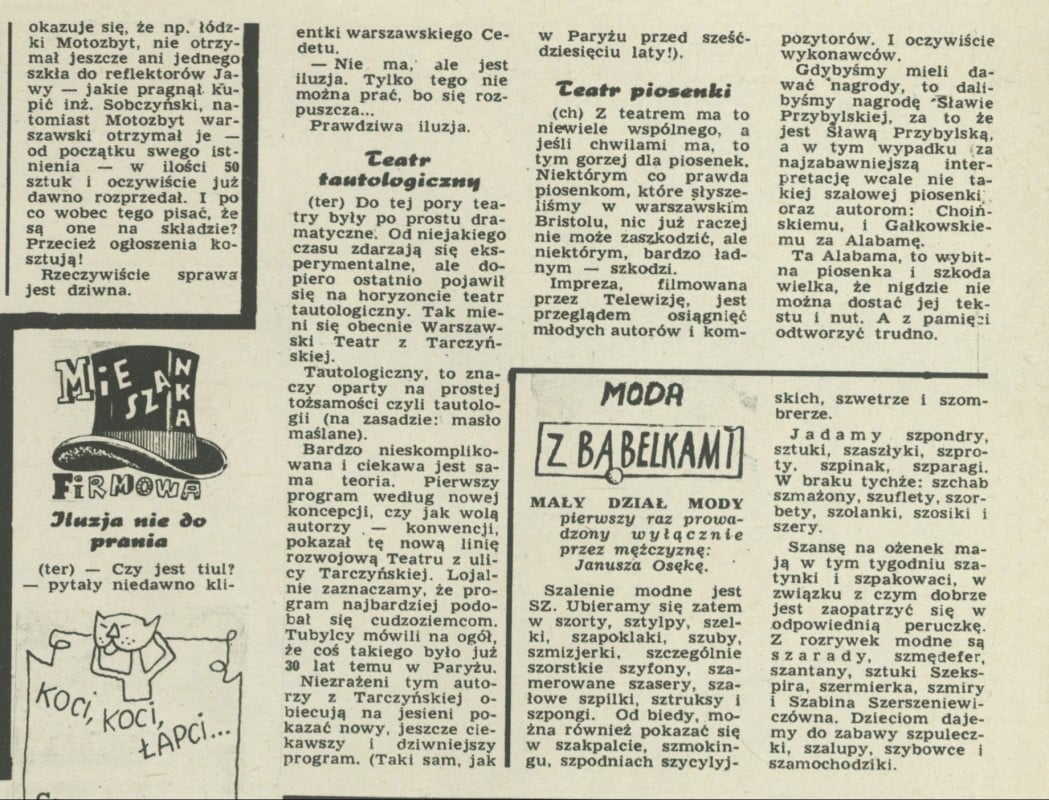 okazuje się, że np. łódz-
ki Motozbyt, nie otrzy-
mał jeszcze ani jednego
szkła do reflektorów Ja-
wy — jakie pragnął ku-
pić inż. Sobczyński, na-
tomiast Motozbyt war-
szawski otrzymał je —
od początku swego ist-
nienia — w ilości 50
sztuk i oczywiście już
dawno rozprzedał. I po
co wobec tego pisać, że
są one na składzie?
Przecież ogłoszenia ko-
sztują!
Rzeczywiście sprawa
jest dziwna.
MIESZANKA
FIRMOWA
Iluzja nie do
prania
(ter) — Czy jest tiul?
— pytały niedawno kli-
entki warszawskiego Ce-
detu.
— Nie ma, ale jest
iluzja. Tylko tego nie
można prać, bo się roz-
puszcza...
Prawdziwa iluzja.
Teatr
tautologiczny
(ter) Do tej pory tea-
try były po prostu dra-
matyczne. Od niejakiego
czasu zdarzają się eks-
perymentalne, ale do-
piero ostatnio pojawił
się na horyzoncie teatr
tautologiczny. Tak mie-
ni się obecnie Warszaw-
ski Teatr z Tarczyń-
skiej.
Tautologiczny, to zna-
czy oparty na prostej
tożsamości czyli tautolo-
gii (na zasadzie: masło
maślane).
Bardzo nieskompliko-
wana i ciekawa jest sa-
ma teoria. Pierwszy
program według nowej
koncepcji, czy jak wolą
autorzy — konwencji,
pokazał tę nową linię
rozwojową Teatru z uli-
cy Tarczyńskiej. Lojal-
nie zaznaczamy, że pro-
gram najbardziej podo-
bał się cudzoziemcom.
Tubylcy mówili na ogół,
że coś takiego było już
30 lat temu w Paryżu.
Niezrażeni tym auto-
rzy z Tarczyńskiej o-
biecują na jesieni po-
kazać nowy, jeszcze cie-
kawszy i dziwniejszy
program. (Taki sam, jak
w Paryżu przed sześć-
dziesięciu laty!).
Teatr piosenki
(ch) Z teatrem ma to
niewiele wspólnego, a
jeśli chwilami ma, to
tym gorzej dla piosenek.
Niektórym co prawda
piosenkom, które słysze-
liśmy w warszawskim
Bristolu, nic już raczej
nie może zaszkodzić, ale
niektórym, bardzo ład-
nym — szkodzi.
Impreza, filmowana
przez Telewizję, jest
przeglądem osiągnięć
młodych autorów i kom-
pozytorów. I oczywiście
wykonawców.
Gdybyśmy mieli da-
wać nagrody, to dali-
byśmy nagrodę Sławie
Przybylskiej, za to że
jest Sławą Przybylską,
a w tym wypadku za
najzabawniejszą inter-
pretację wcale nie ta-
kiej szałowej piosenki,
oraz autorom: Choiń-
skiemu, i Gałkowskie-
mu za Alabamę.
Ta Alabama, to wybit-
na piosenka i szkoda
wielka, że nigdzie nie
można dostać jej tek-
stu i nut. A z pamięci
odtworzyć trudno.
KOCI, KOCI,
ŁAPCI...
MODA
Z BĄBELKAMI
MAŁY DZIAŁ MODY
pierwszy raz prowa-
dzony wyłącznie
przez mężczyznę:
Janusza Osękę.
Szalenie modne jest
SZ. Ubieramy się zatem
w szorty, sztylpy, szel-
ki, szapoklaki, szuby,
szmizjerki, szczególnie
szorstkie szyfony, sza-
merowane szasery, sza-
łowe szpilki, sztruksy i
szpongi. Od biedy, mo-
żna również pokazać się
w szakpalcie, szmokin-
gu, szpodniach szycylyj-
skich, szwetrze i szom-
brerze.
Jadamy szpondry,
sztuki, szaszłyki, szpro-
ty, szpinak, szparagi.
W braku tychże: szchab
szmażony, szuflety, szor-
bety, szolanki, szosiki i
szery.
Szansę na ożenek ma-
ją w tym tygodniu sza-
tynki i szpakowaci, w
związku z czym dobrze
jest zaopatrzyć się w
odpowiednią peruczkę.
Z rozrywek modne są
szarady, szmędefer,
szantany, sztuki Szeks-
pira, szermierka, szmiry
i Szabina Szerszeniewi-
czówna. Dzieciom daje-
my do zabawy szpulecz-
ki, szalupy, szybowce i
szamochodziki.